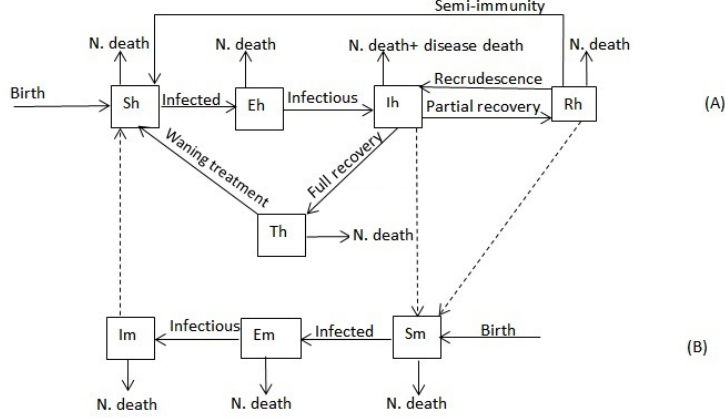 Semi-immunity
N. death
N. death
N. death+ disease death
N. death
Birth
Sh
Infected
Eh
Infectious
Ih
Recrudescence
Partial recovery
Rh
(A)
Waning treatment
Full recovery
Th
N. death
Im
Infectious
Em
Infected
Sm
Birth
(B)
N. death
N. death
N. death